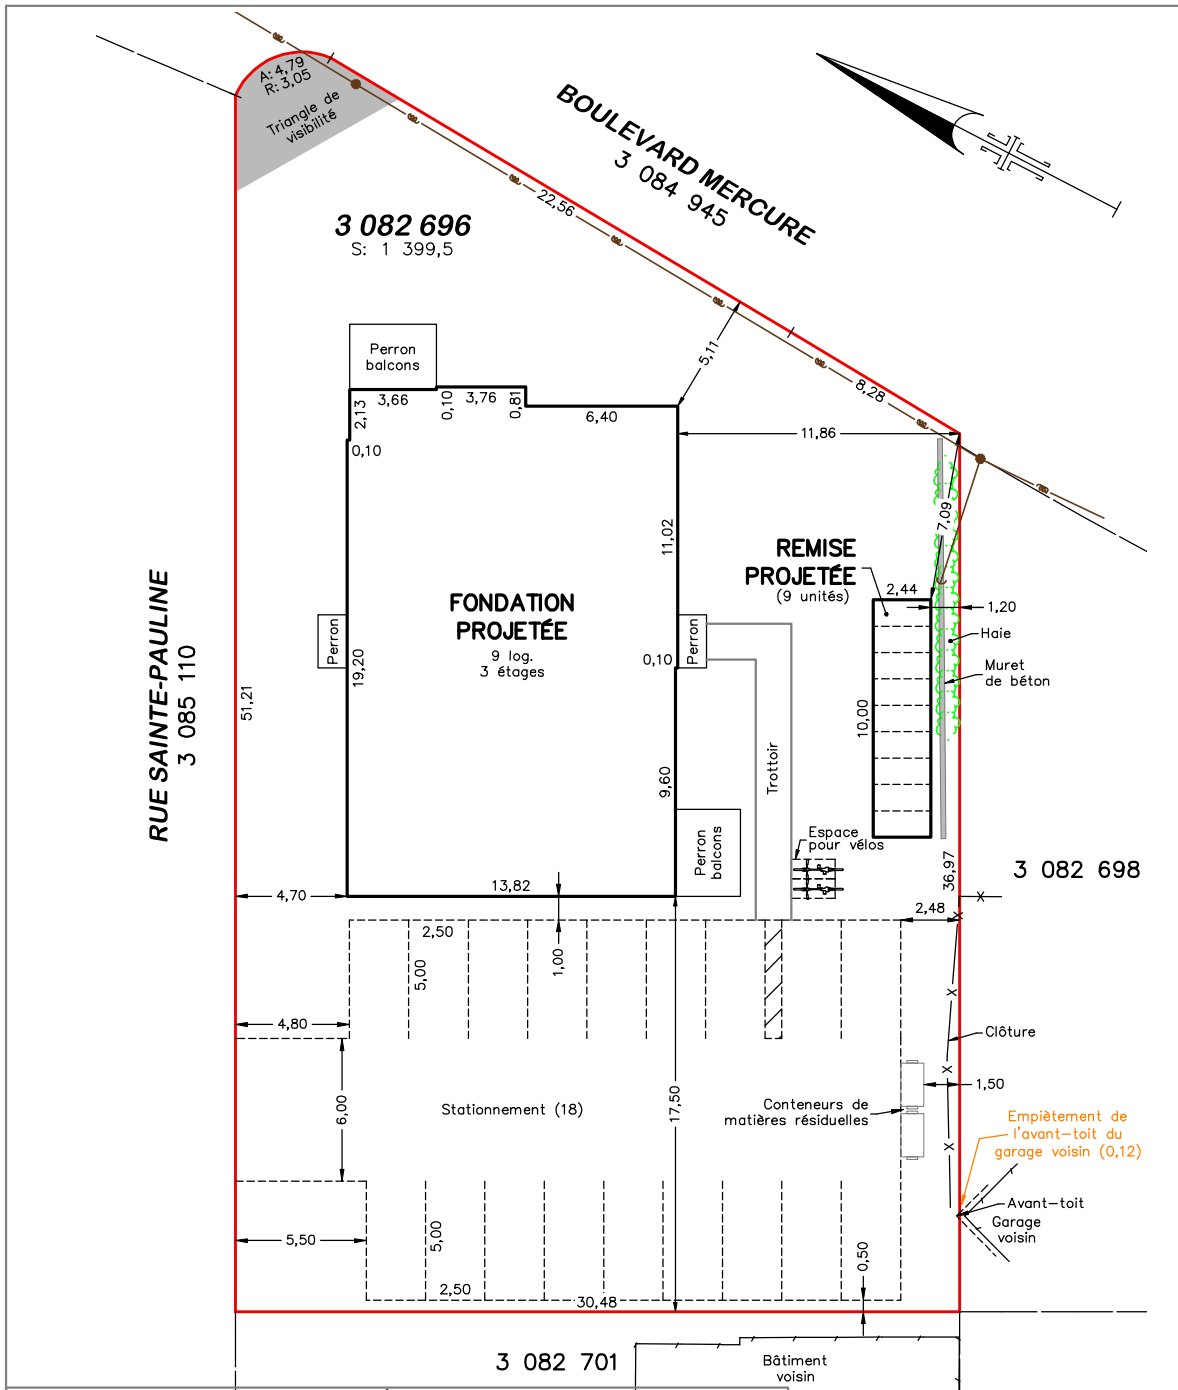 A: 4,79
R: 3,05
Triangle de
visibilité
BOULEVARD MERCURE
3 084 945
22,56
3 082 696
S: 1 399,5
5,11
8,28
Perron
balcons
3,66
0,10
3,76
0,81
6,40
2,13
0,10
11,86
7,09
11,02
REMISE
PROJETÉE
(9 unités)
2,44
1,20
Haie
Muret
de béton
FONDATION
PROJETÉE
9 log.
3 étages
Perron
19,20
0,10
Perron
RUE SAINTE-PAULINE
3 085 110
51,21
10,00
Trottoir
9,60
Perron
balcons
Espace
pour vélos
36,97
3 082 698
4,70
13,82
2,48
2,50
5,00
1,00
4,80
Clôture
6,00
Stationnement (18)
17,50
Conteneurs de
matières résiduelles
1,50
Empiètement de
l'avant-toit du
garage voisin (0,12)
Avant-toit
Garage
voisin
5,50
5,00
2,50
30,48
0,50
3 082 701
Bâtiment
voisin